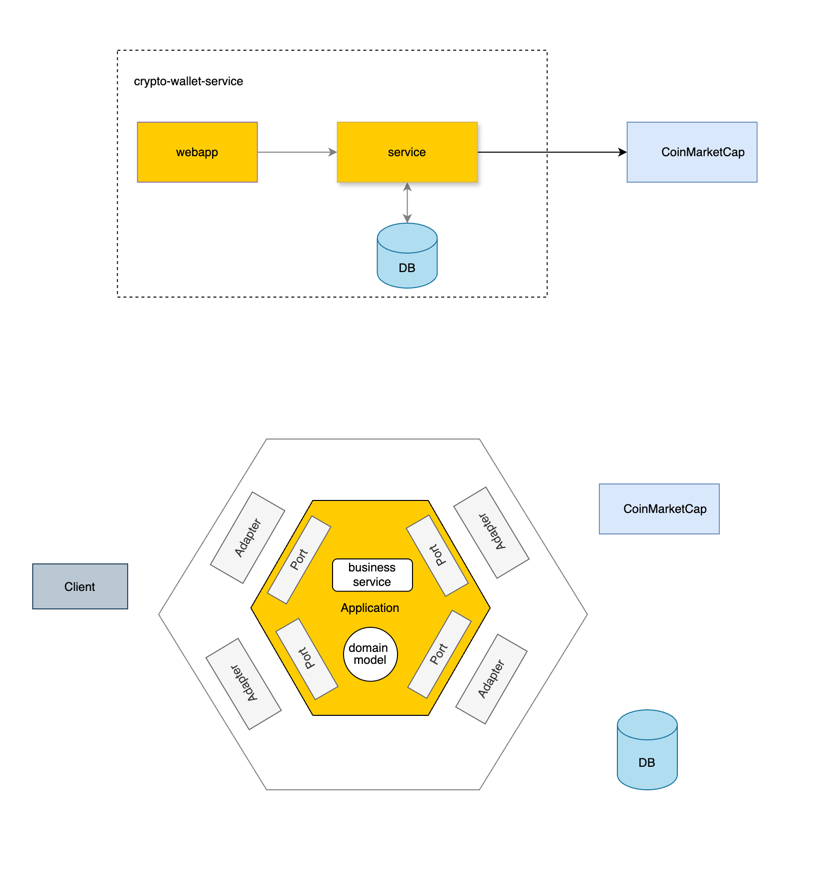 crypto-wallet-service
webapp
service
CoinMarketCap
DB
Adapter
Port
Port
Adapter
CoinMarketCap
business
service
Client
Application
Adapter
Port
domain
model
Port
Adapter
DB